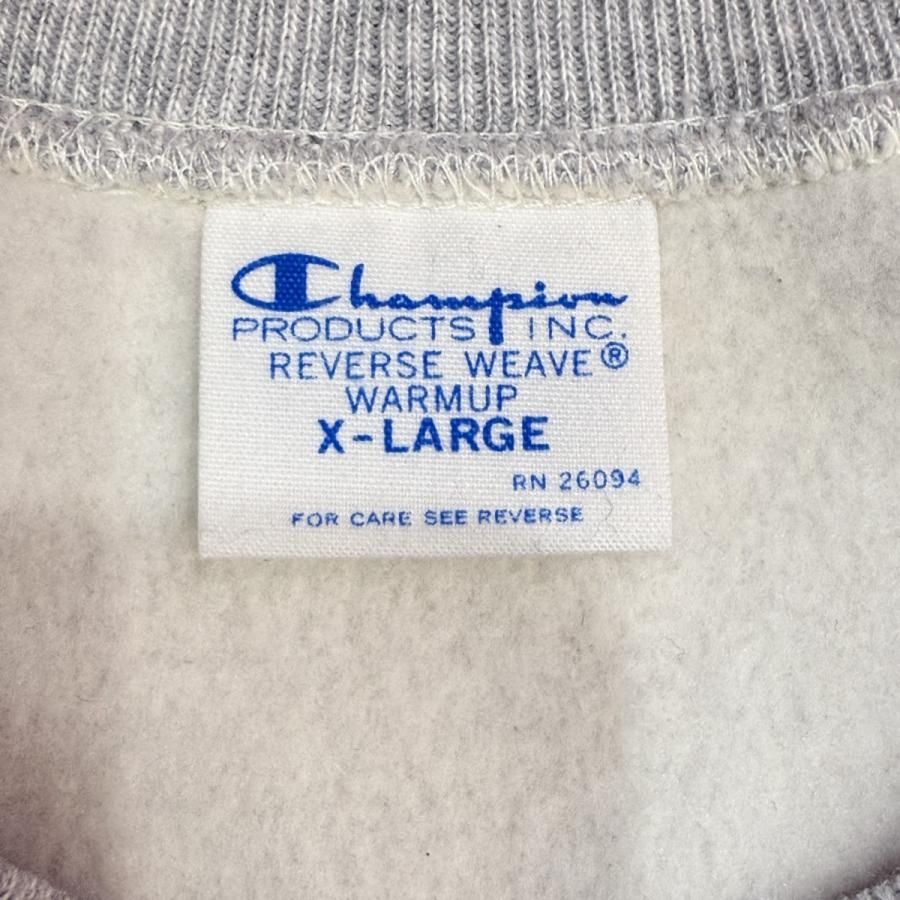 Champion
PRODUCTS INC.
REVERSE WEAVE®
WARMUP
X-LARGE
RN 26094
FOR CARE SEE REVERSE